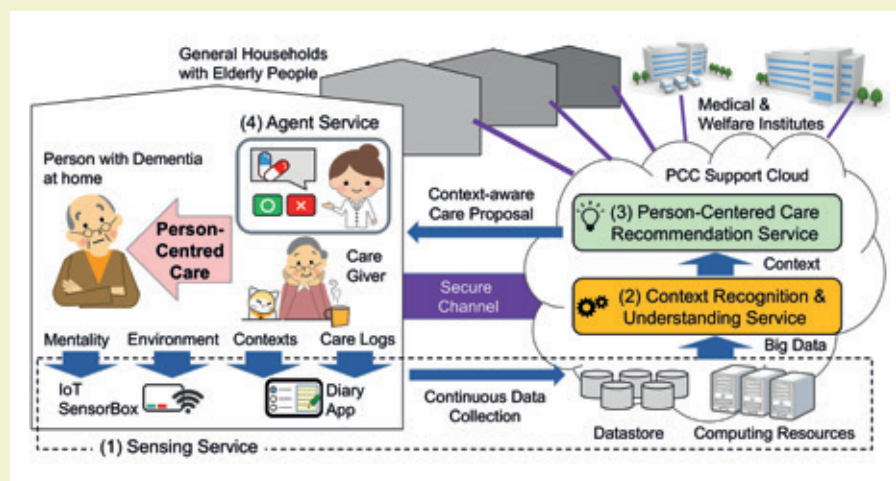 General Households
with Elderly People
(4) Agent Service
Person with Dementia
at home
Person-
Centred
Care
Care
Giver
Mentality
Environment
Contexts
Care Logs
IoT
SensorBox
Diary
App
(1) Sensing Service
Context-aware
Care Proposal
Secure
Channel
Continuous Data
Collection
Medical &
Welfare Institutes
PCC Support Cloud
(3) Person-Centered Care
Recommendation Service
Context
(2) Context Recognition &
Understanding Service
Big Data
Datastore
Computing Resources